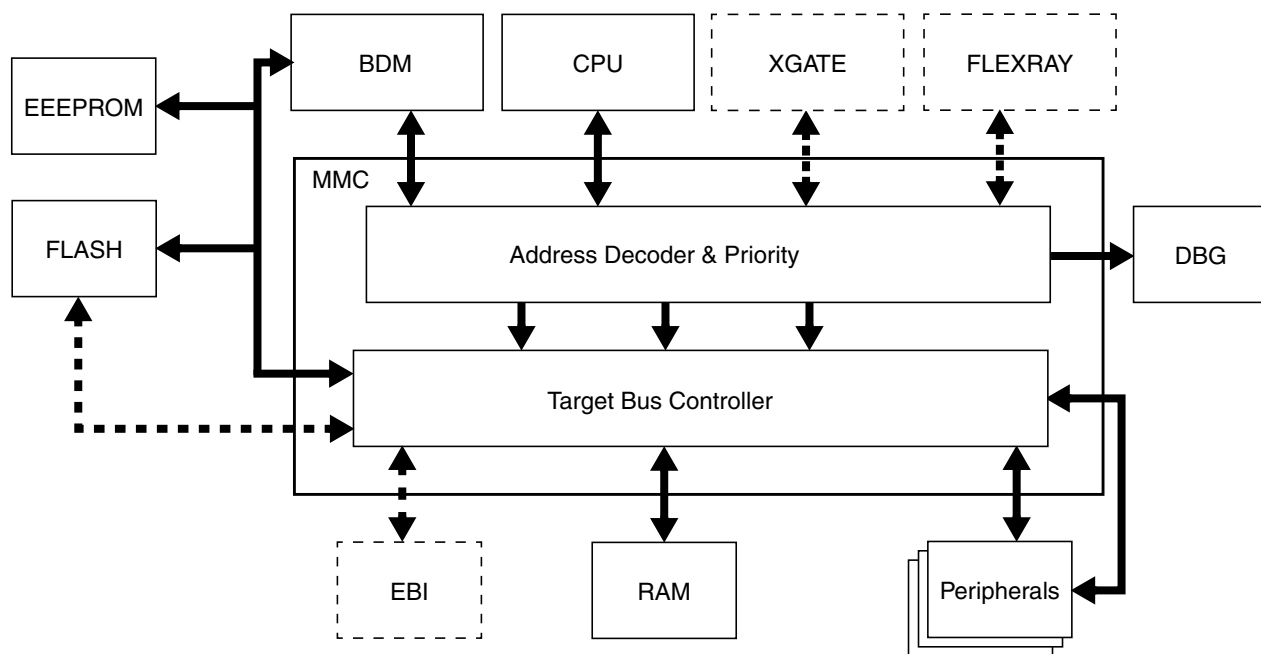 BDM
CPU
XGATE
FLEXRAY
EEEPROM
MMC
FLASH
Address Decoder & Priority
DBG
Target Bus Controller
EBI
RAM
Peripherals